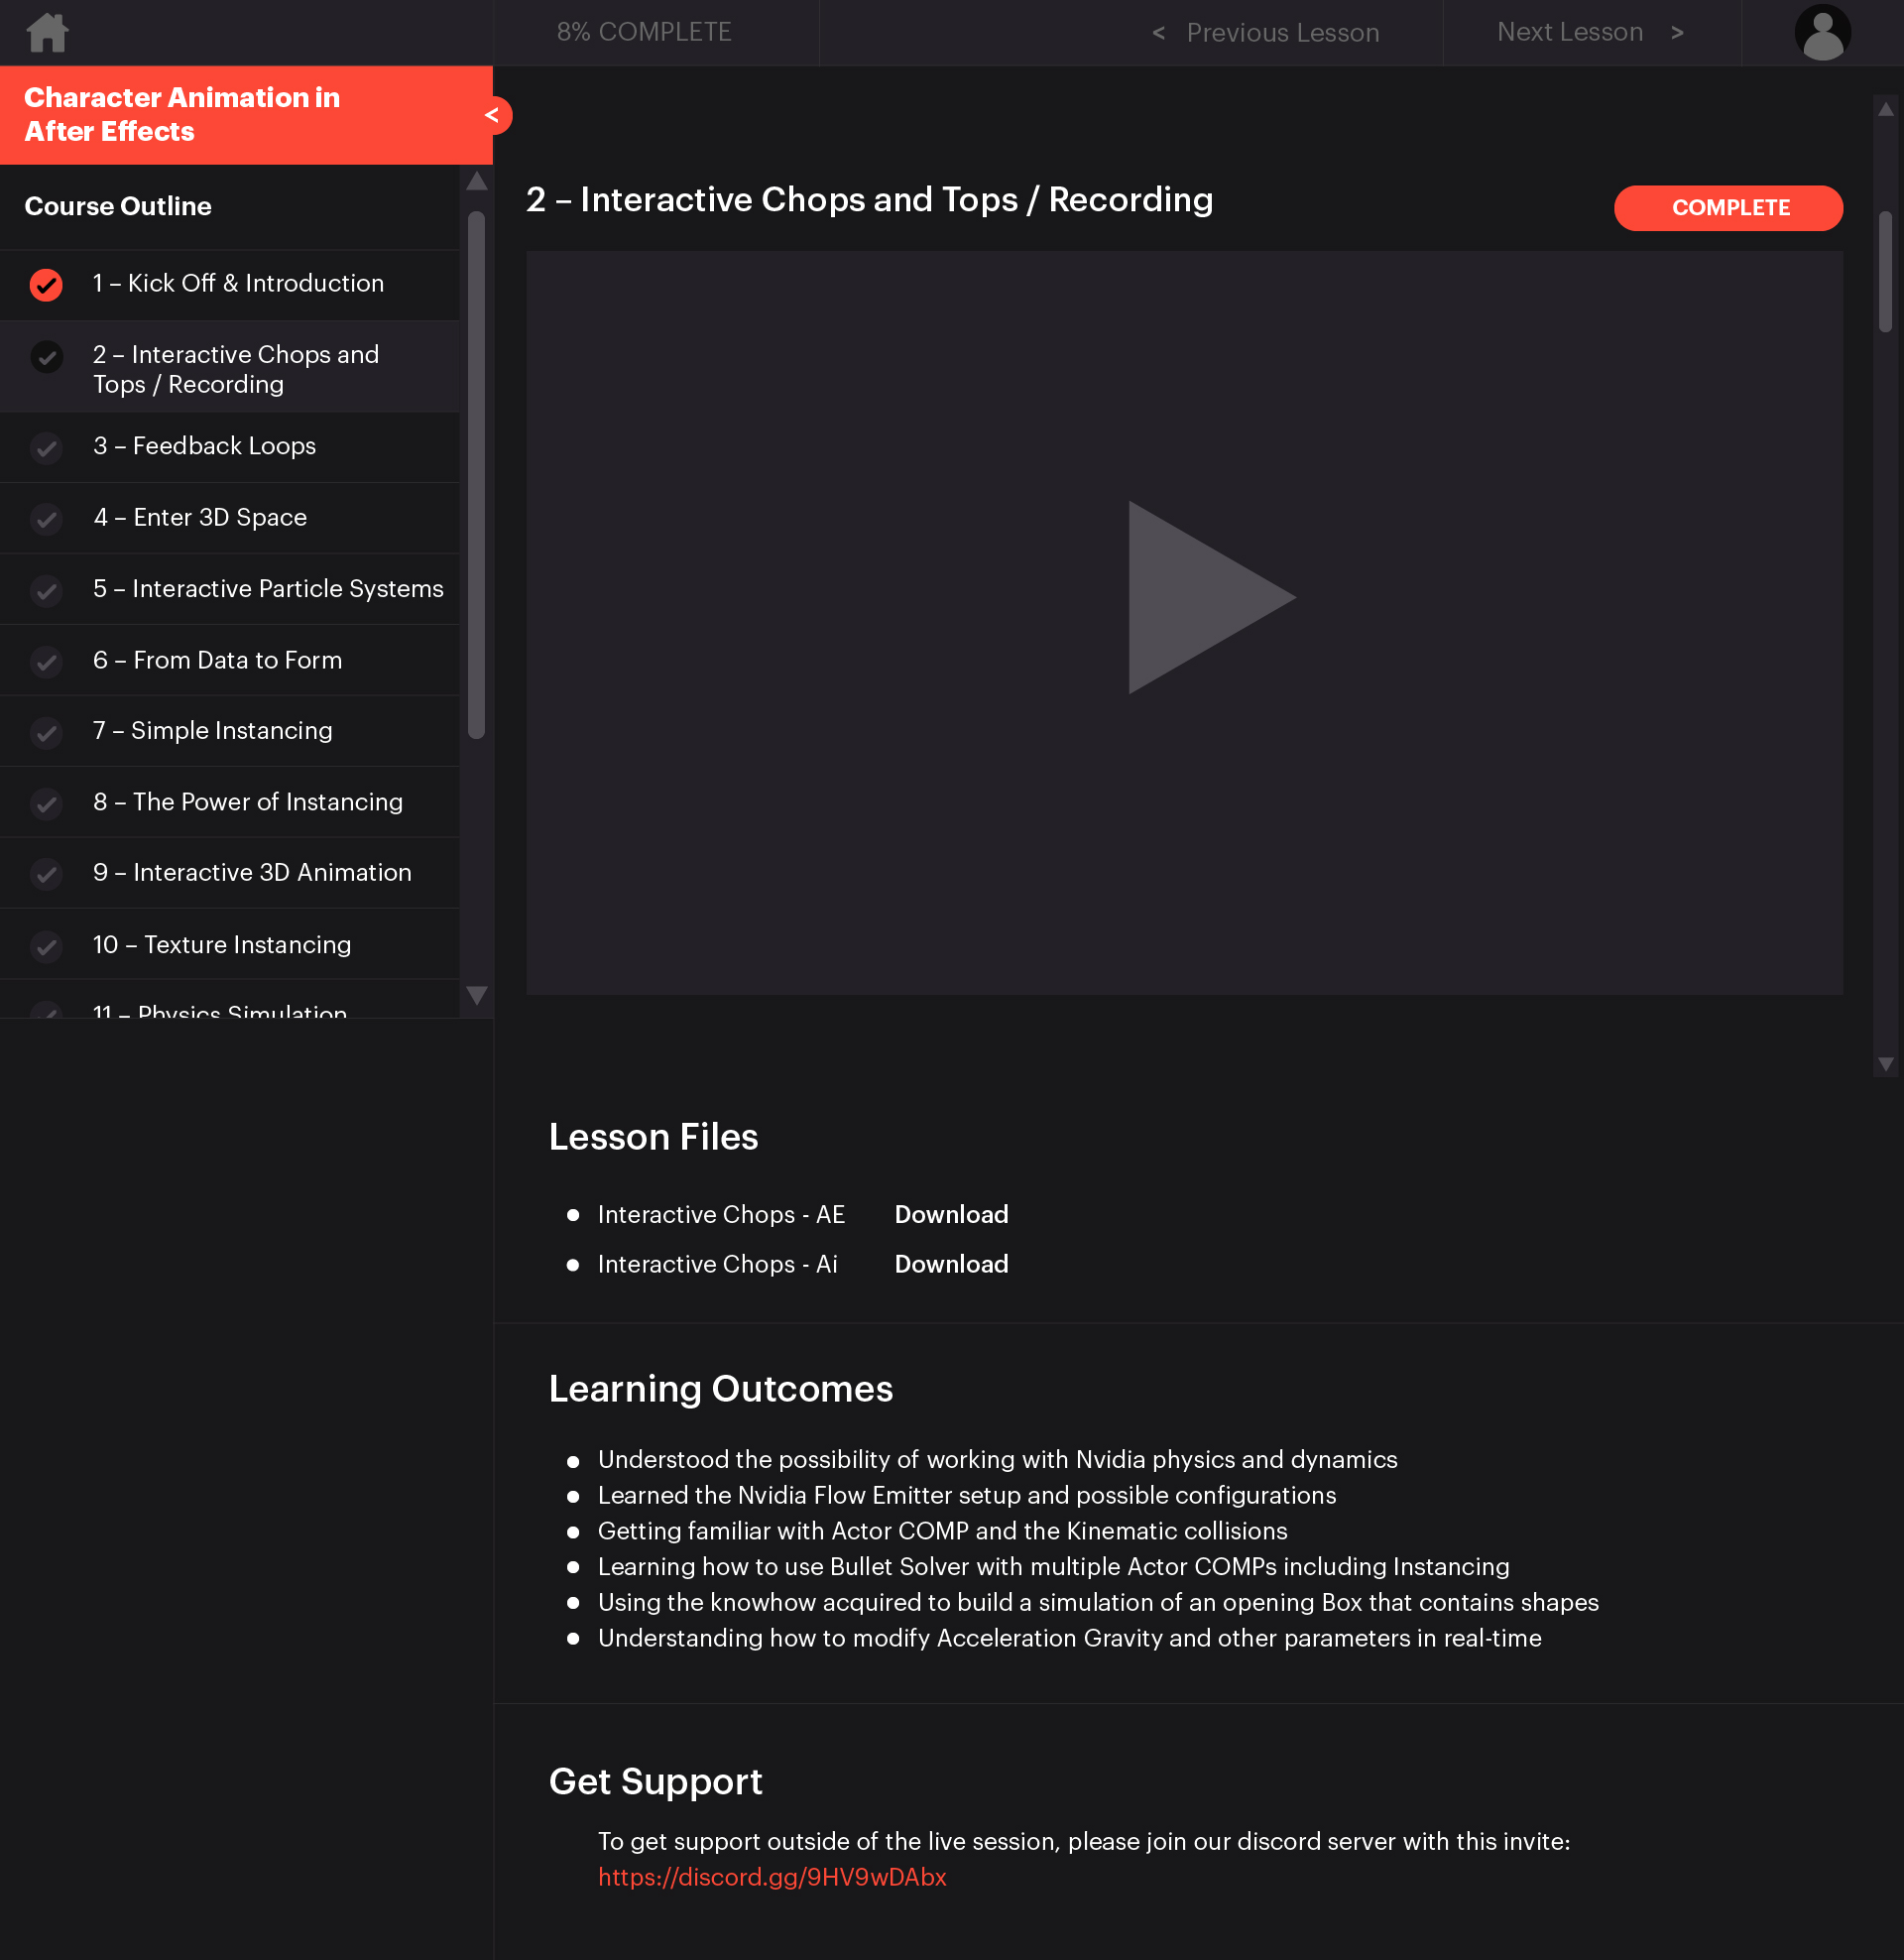 8% COMPLETE
< Previous Lesson
Next Lesson >
Character Animation in
After Effects
<
Course Outline
1 – Kick Off & Introduction
2 – Interactive Chops and
Tops / Recording
3 – Feedback Loops
4 – Enter 3D Space
5 – Interactive Particle Systems
6 – From Data to Form
7 – Simple Instancing
8 – The Power of Instancing
9 – Interactive 3D Animation
10 – Texture Instancing
11 – Physics Simulation
2 – Interactive Chops and Tops / Recording
COMPLETE
Lesson Files
Interactive Chops - AE Download
Interactive Chops - Ai Download
Learning Outcomes
Understood the possibility of working with Nvidia physics and dynamics
Learned the Nvidia Flow Emitter setup and possible configurations
Getting familiar with Actor COMP and the Kinematic collisions
Learning how to use Bullet Solver with multiple Actor COMPs including Instancing
Using the knowhow acquired to build a simulation of an opening Box that contains shapes
Understanding how to modify Acceleration Gravity and other parameters in real-time
Get Support
To get support outside of the live session, please join our discord server with this invite:
https://discord.gg/9HV9wDAbx